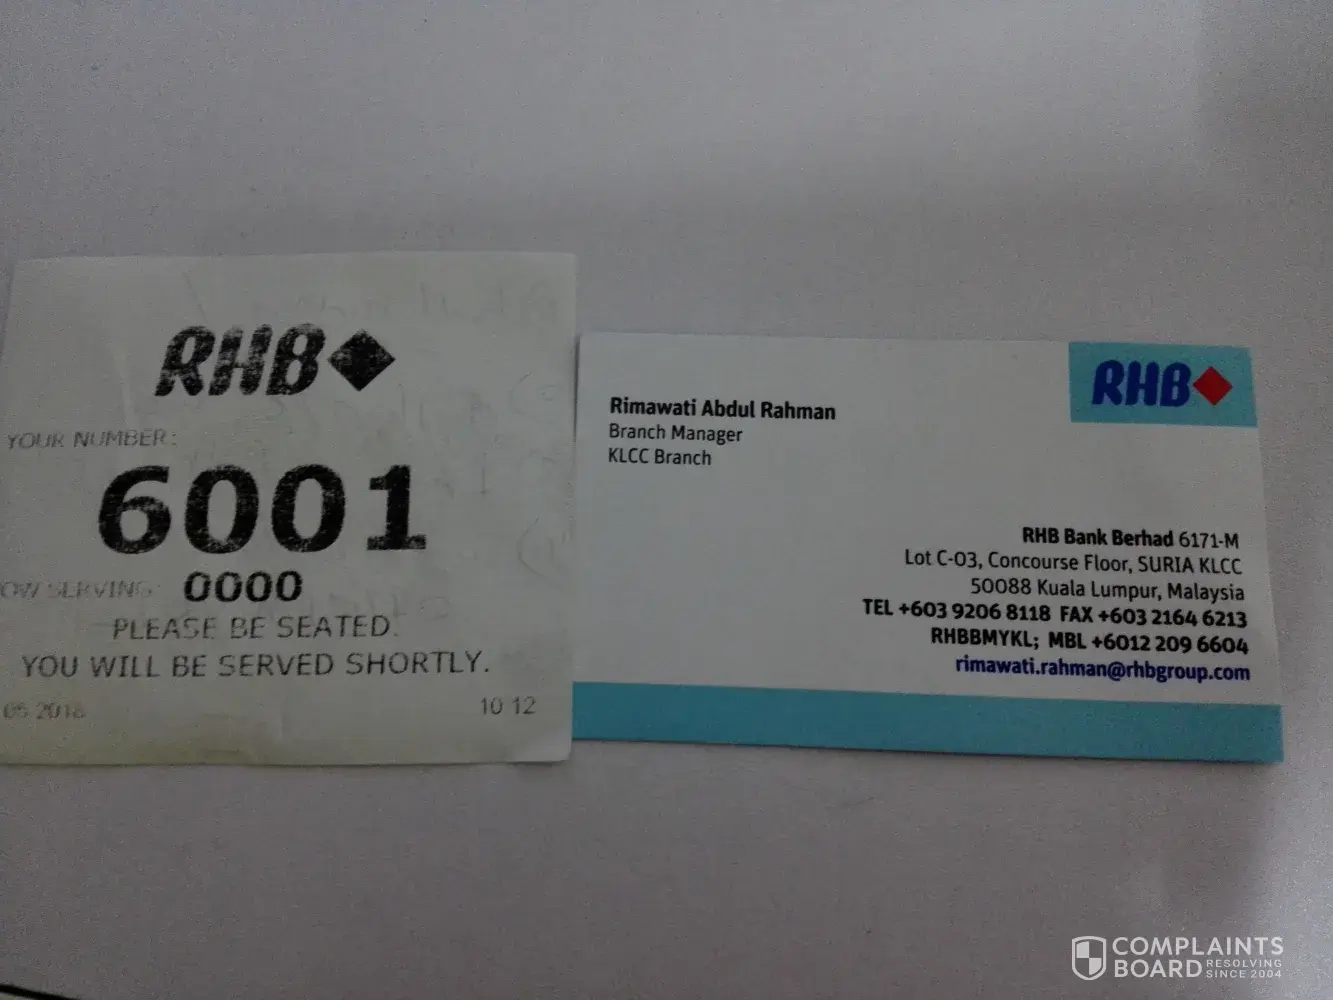 RHB
YOUR NUMBER:
6001
OW SERVING: 0000
PLEASE BE SEATED.
YOU WILL BE SERVED SHORTLY.
05 2018 10 12
RHB
Rimawati Abdul Rahman
Branch Manager
KLCC Branch
RHB Bank Berhad 6171-M
Lot C-03, Concourse Floor, SURIA KLCC
50088 Kuala Lumpur, Malaysia
TEL +603 9206 8118 FAX +603 2164 6213
RHBBMYKL; MBL +6012 209 6604
rimawati.rahman@rhbgroup.com
COMPLAINTS
BOARD RESOLVING
SINCE 2004